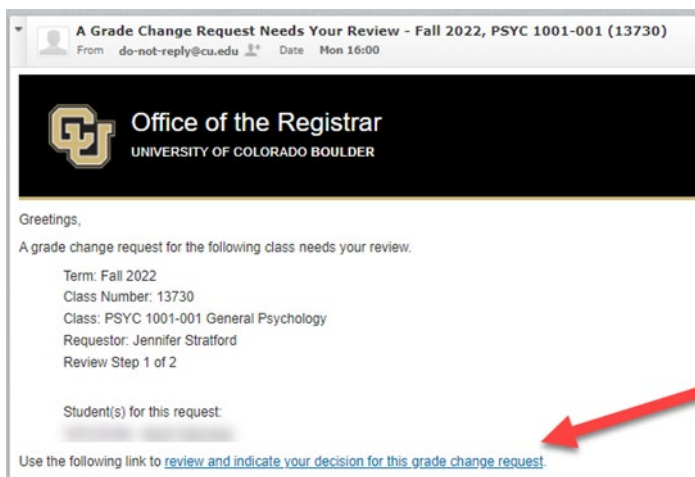 A Grade Change Request Needs Your Review - Fall 2022, PSYC 1001-001 (13730)
From do-not-reply@cu.edu Date Mon 16:00
CU Office of the Registrar
UNIVERSITY OF COLORADO BOULDER
Greetings,
A grade change request for the following class needs your review.
Term: Fall 2022
Class Number: 13730
Class: PSYC 1001-001 General Psychology
Requestor: Jennifer Stratford
Review Step 1 of 2
Student(s) for this request:
Use the following link to review and indicate your decision for this grade change request.